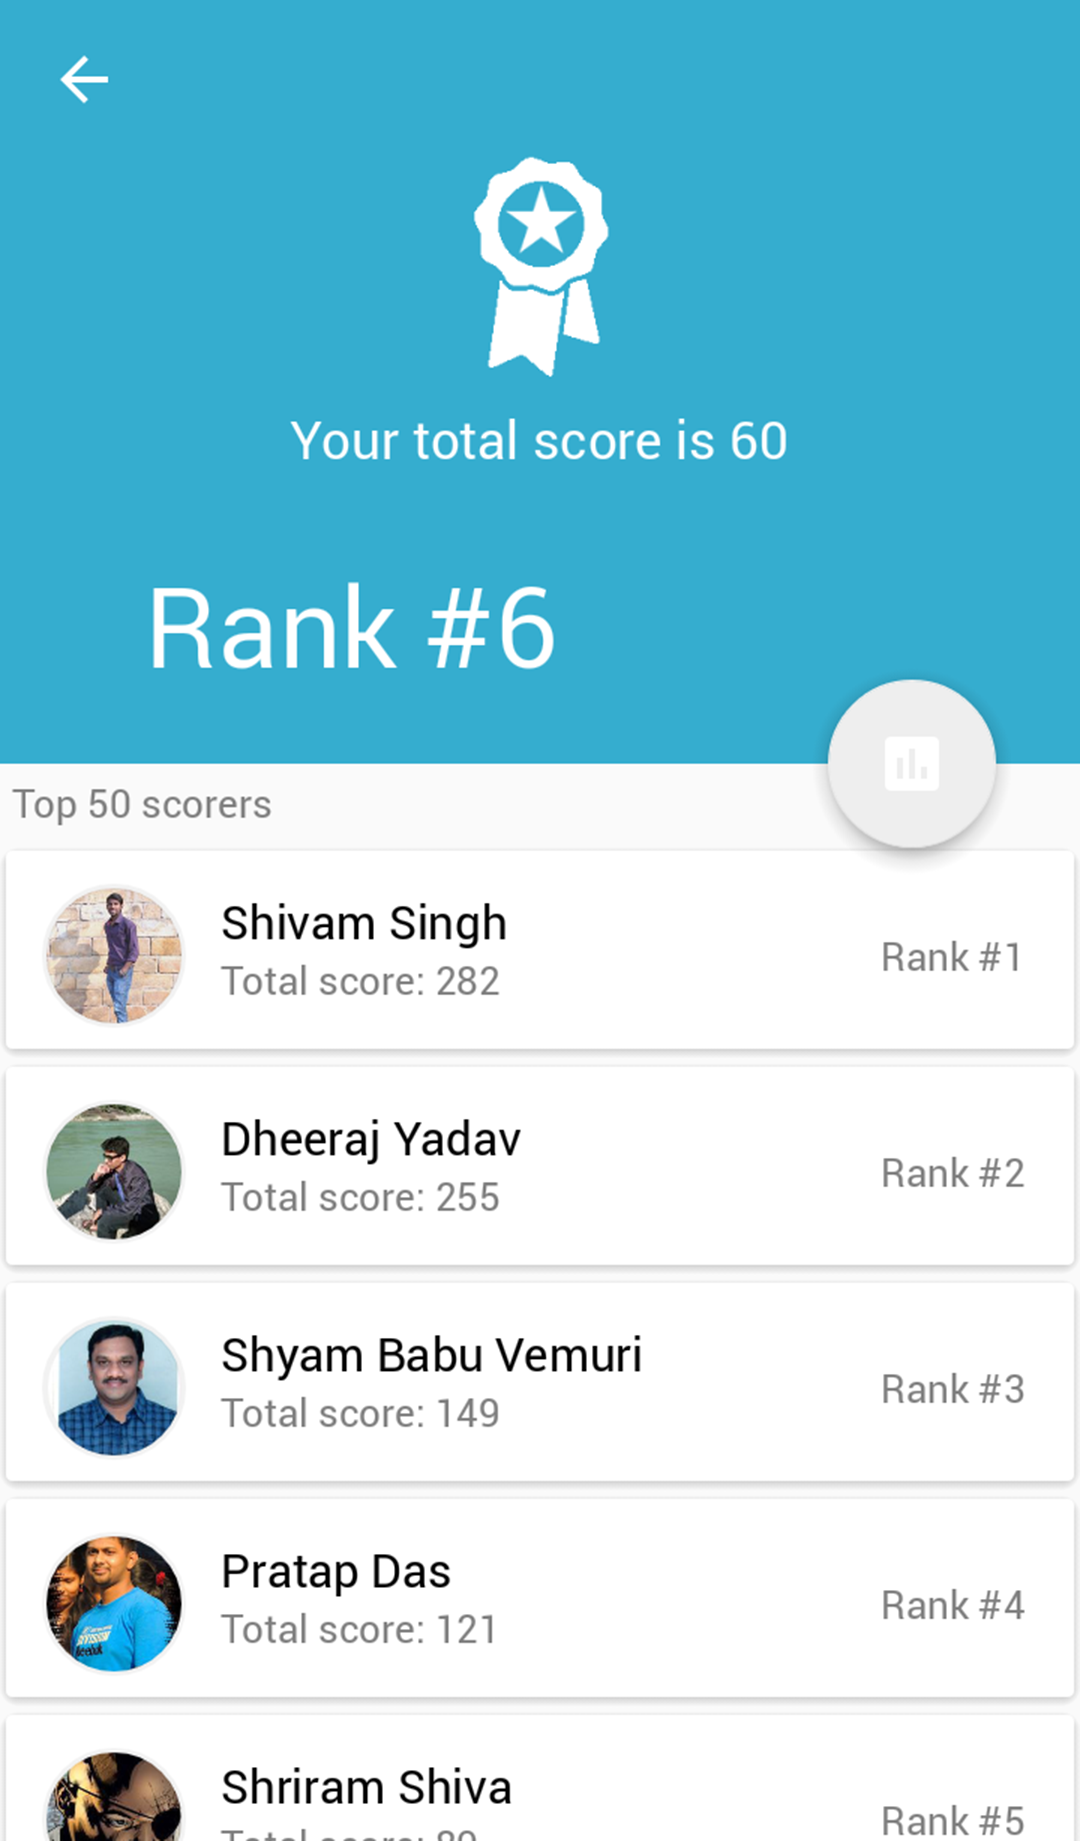 Your total score is 60
Rank #6
Top 50 scorers
Shivam Singh
Total score: 282
Rank #1
Dheeraj Yadav
Total score: 255
Rank #2
Shyam Babu Vemuri
Total score: 149
Rank #3
Pratap Das
Total score: 121
Rank #4
Shriram Shiva
Total score:
Rank #5